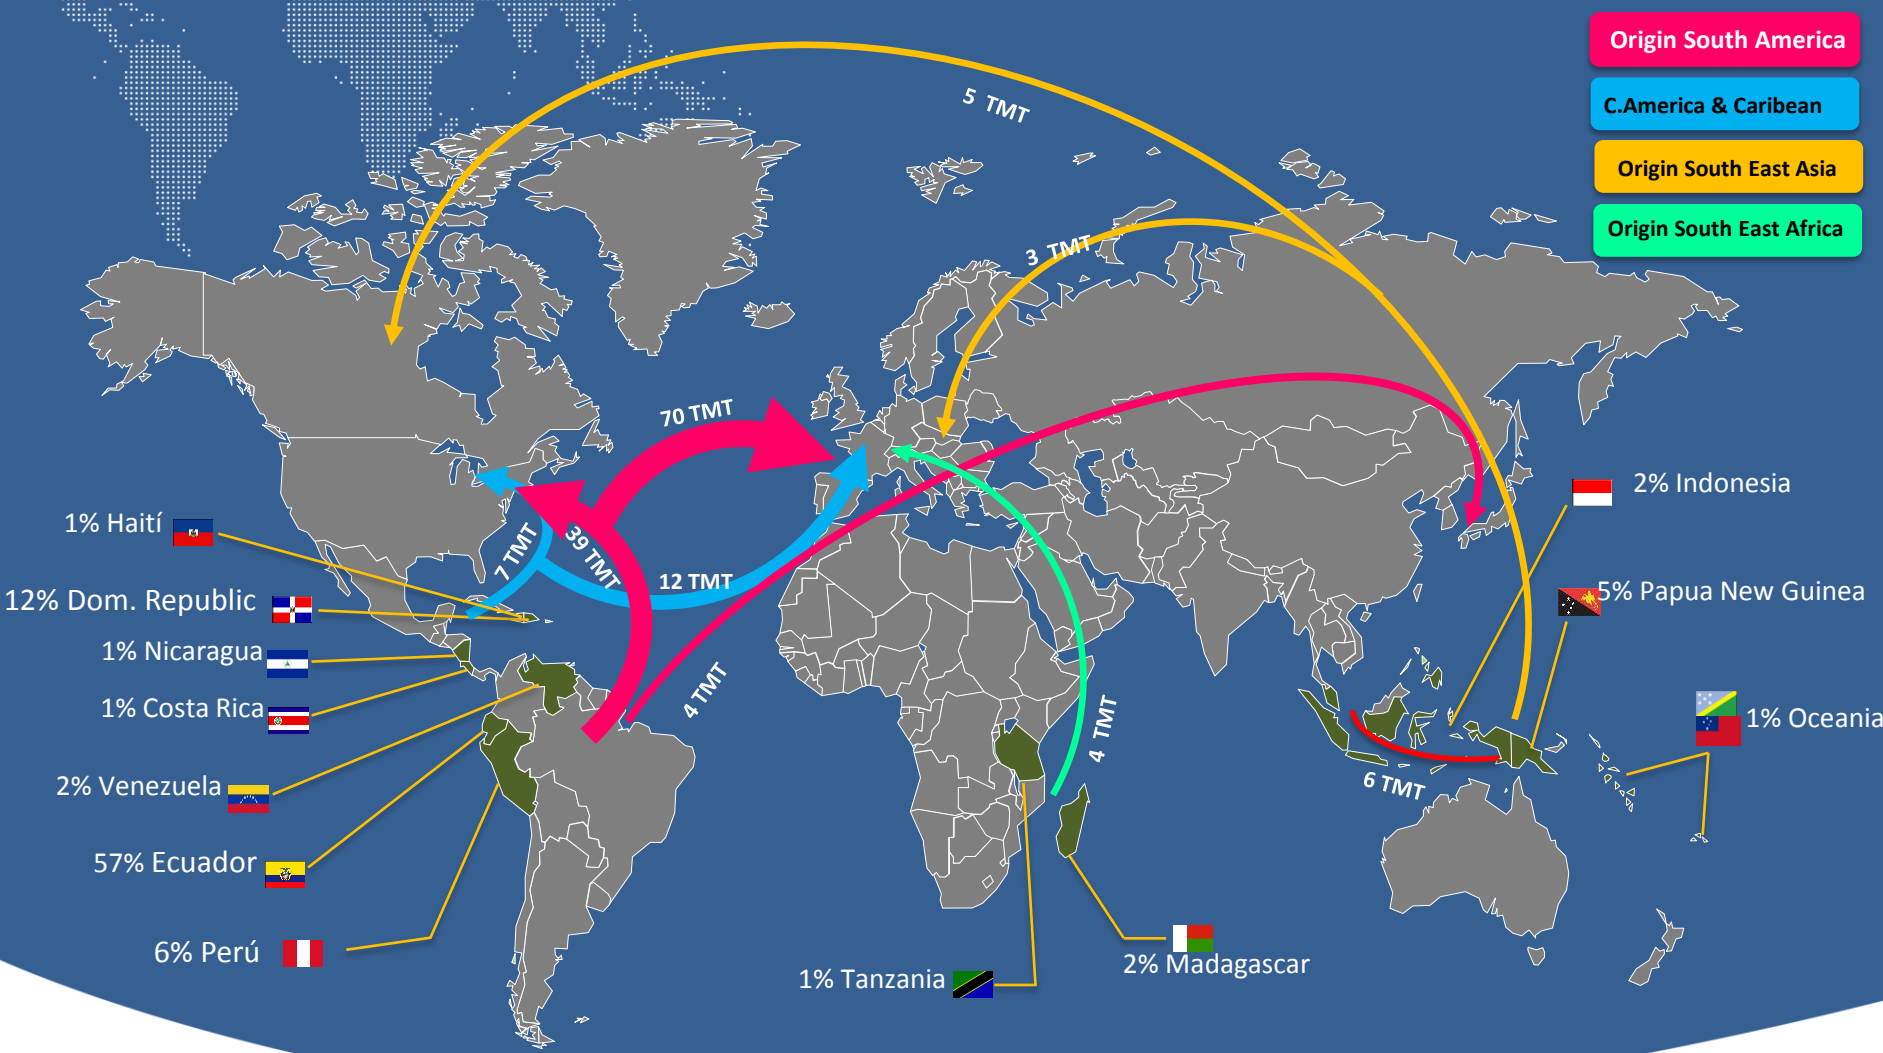 Origin South America
C.America & Caribean
Origin South East Asia
Origin South East Africa
5 TMT
3 TMT
70 TMT
39 TMT
7 TMT
12 TMT
4 TMT
4 TMT
6 TMT
1% Haití
12% Dom. Republic
1% Nicaragua
1% Costa Rica
2% Venezuela
57% Ecuador
6% Perú
1% Tanzania
2% Madagascar
2% Indonesia
5% Papua New Guinea
1% Oceania